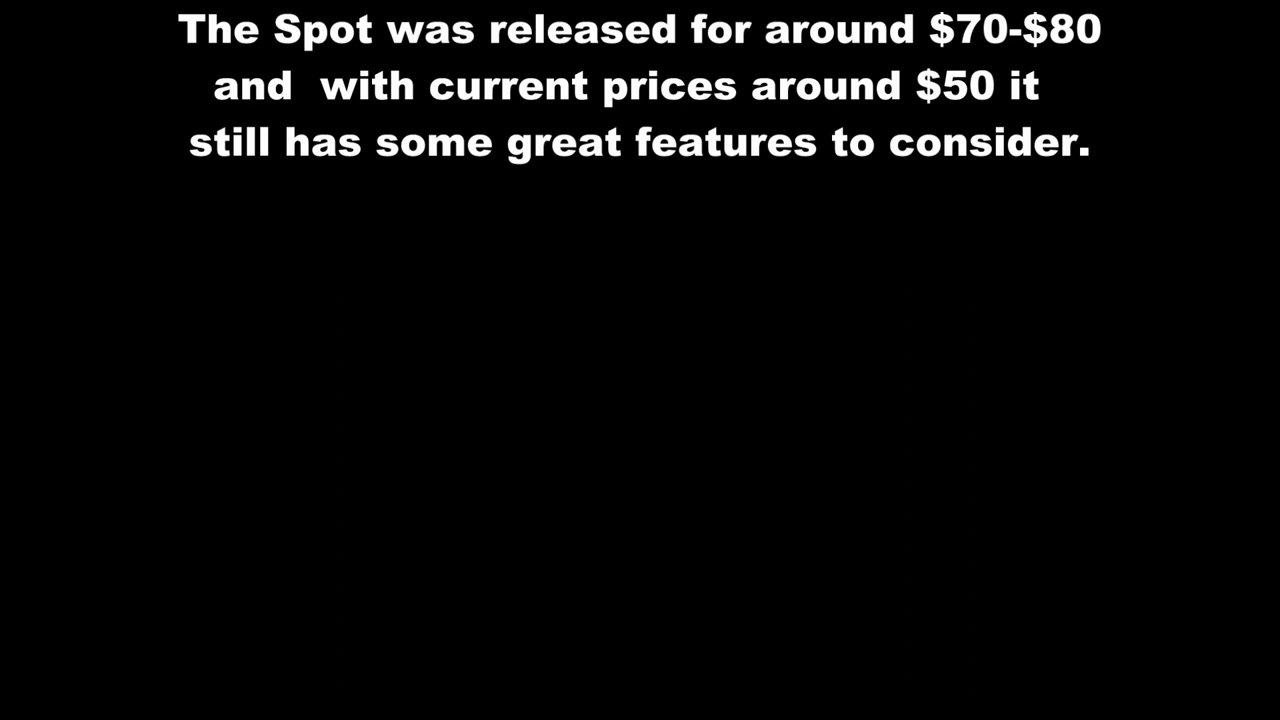 The Spot was released for around $70-$80
and  with current prices around $50 it
still has some great features to consider.